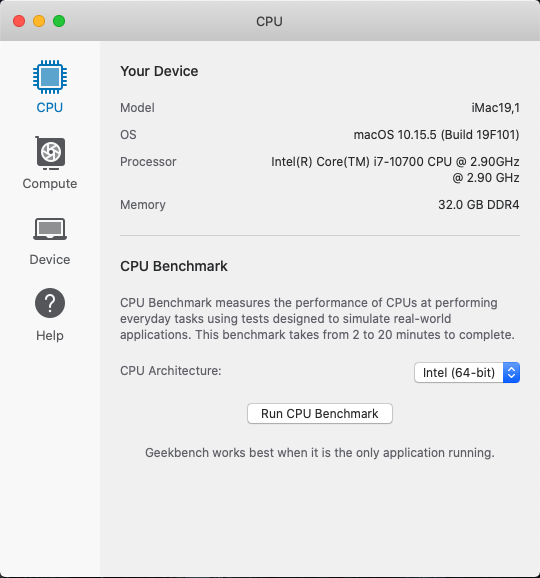 CPU
CPU
Compute
Device
Help
Your Device
Model iMac19,1
OS macOS 10.15.5 (Build 19F101)
Processor Intel(R) Core(TM) i7-10700 CPU @ 2.90GHz
@ 2.90 GHz
Memory 32.0 GB DDR4
CPU Benchmark
CPU Benchmark measures the performance of CPUs at performing
everyday tasks using tests designed to simulate real-world
applications. This benchmark takes from 2 to 20 minutes to complete.
CPU Architecture: Intel (64-bit)
Run CPU Benchmark
Geekbench works best when it is the only application running.